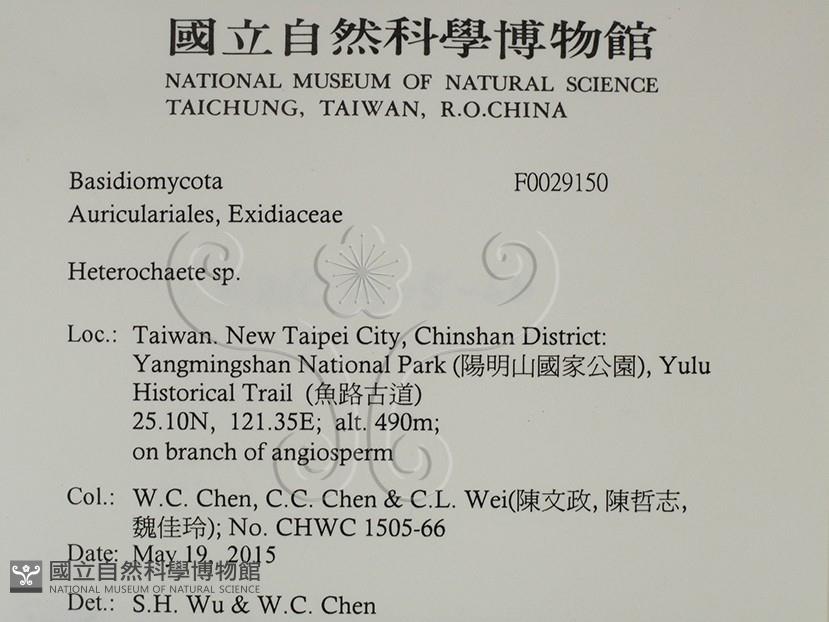 國立自然科學博物館
NATIONAL MUSEUM OF NATURAL SCIENCE
TAICHUNG, TAIWAN, R.O.CHINA
Basidiomycota F0029150
Auriculariales, Exidiaceae
Heterochaete sp.
Loc.: Taiwan. New Taipei City, Chinshan District:
Yangmingshan National Park (陽明山國家公園), Yulu
Historical Trail (魚路古道)
25.10N, 121.35E; alt. 490m;
on branch of angiosperm
Col.: W.C. Chen, C.C. Chen & C.L. Wei(陳文政, 陳哲志,
魏佳玲); No. CHWC 1505-66
Date: May 19, 2015
國立自然科學博物館
NATIONAL MUSEUM OF NATURAL SCIENCE
Det.: S.H. Wu & W.C. Chen